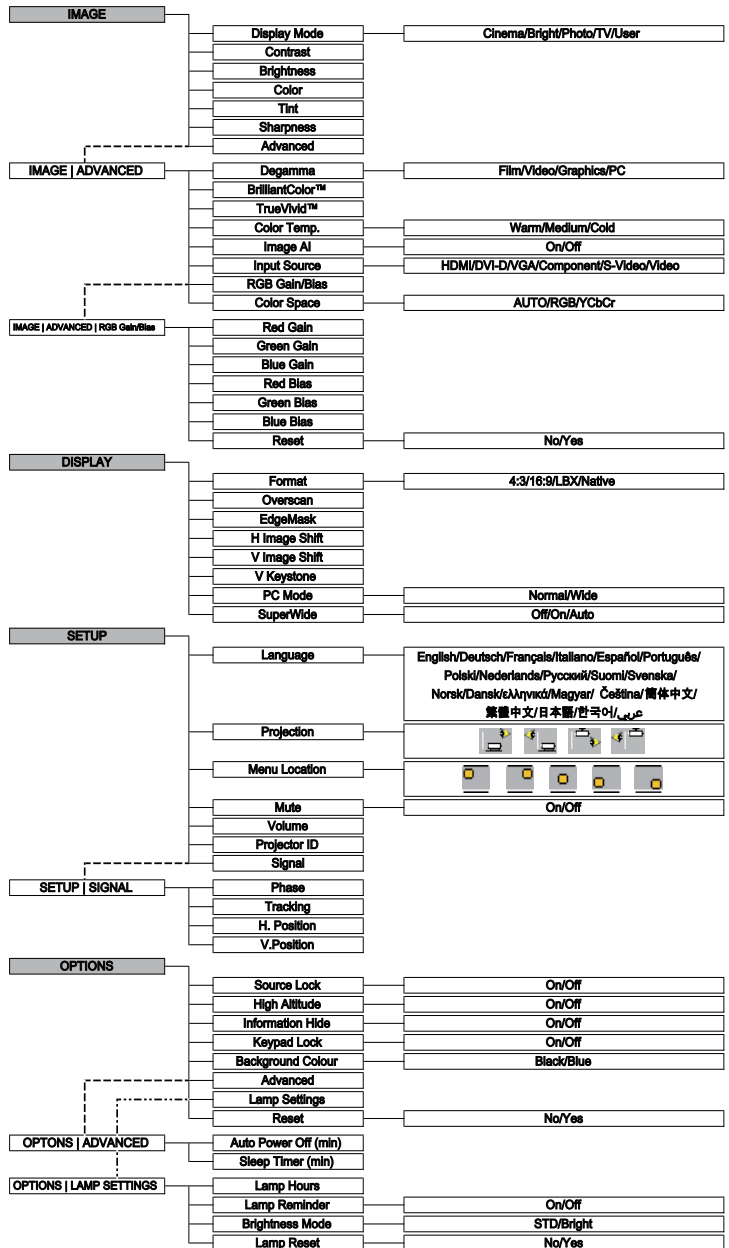 IMAGE
Display Mode Cinema/Bright/Photo/TV/User
Contrast
Brightness
Color
Tint
Sharpness
Advanced
IMAGE | ADVANCED Degamma Film/Video/Graphics/PC
BrilliantColor™
TrueVivid™
Color Temp. Warm/Medium/Cold
Image AI On/Off
Input Source HDMI/DVI-D/VGA/Component/S-Video/Video
RGB Gain/Bias
Color Space AUTO/RGB/YCbCr
IMAGE | ADVANCED | RGB Gain/Bias Red Gain
Green Gain
Blue Gain
Red Bias
Green Bias
Blue Bias
Reset No/Yes
DISPLAY
Format 4:3/16:9/LBX/Native
Overscan
EdgeMask
H Image Shift
V Image Shift
V Keystone
PC Mode Normal/Wide
SuperWide Off/On/Auto
SETUP
Language English/Deutsch/Français/Italiano/Español/Português/
Polski/Nederlands/Русский/Suomi/Svenska/
Norsk/Dansk/ελληνικά/Magyar/ Čeština/簡体中文/
繁體中文/日本語/한국어/عربي
Projection
Menu Location
Mute On/Off
Volume
Projector ID
Signal
SETUP | SIGNAL Phase
Tracking
H. Position
V.Position
OPTIONS
Source Lock On/Off
High Altitude On/Off
Information Hide On/Off
Keypad Lock On/Off
Background Colour Black/Blue
Advanced
Lamp Settings
Reset No/Yes
OPTONS | ADVANCED Auto Power Off (min)
Sleep Timer (min)
OPTIONS | LAMP SETTINGS Lamp Hours
Lamp Reminder On/Off
Brightness Mode STD/Bright
Lamp Reset No/Yes